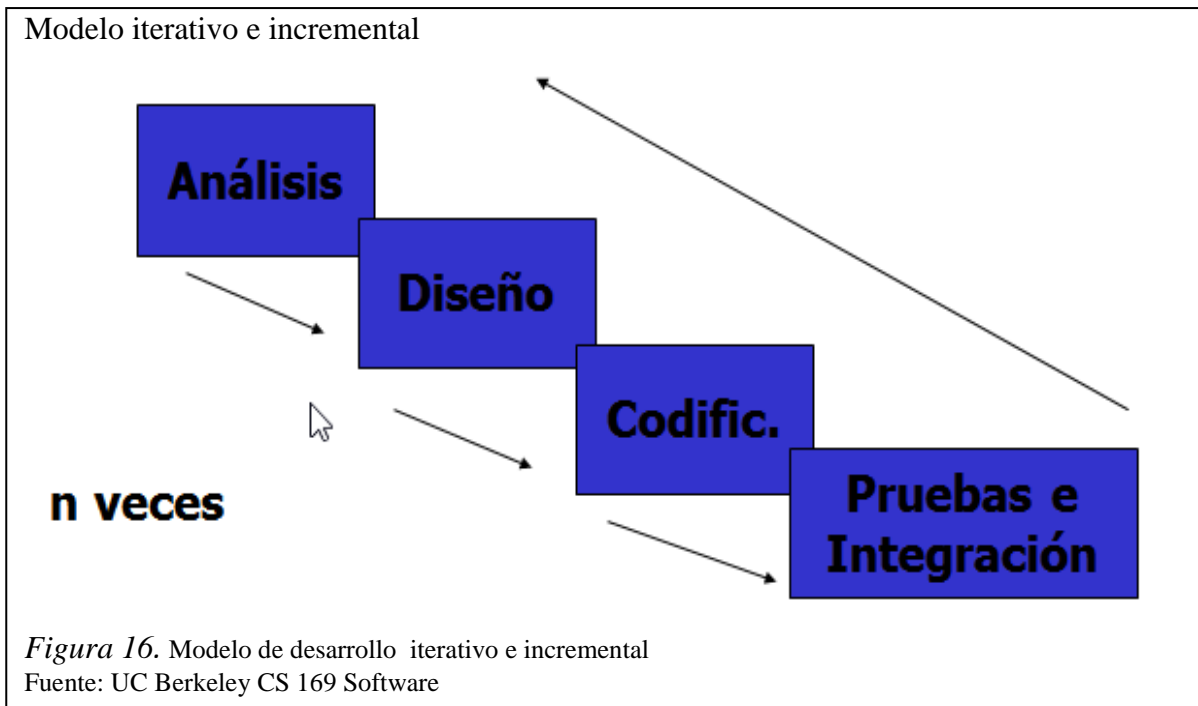 Modelo iterativo e incremental
Análisis
Diseño
Codific.
Pruebas e
Integración
n veces
Figura 16. Modelo de desarrollo iterativo e incremental
Fuente: UC Berkeley CS 169 Software